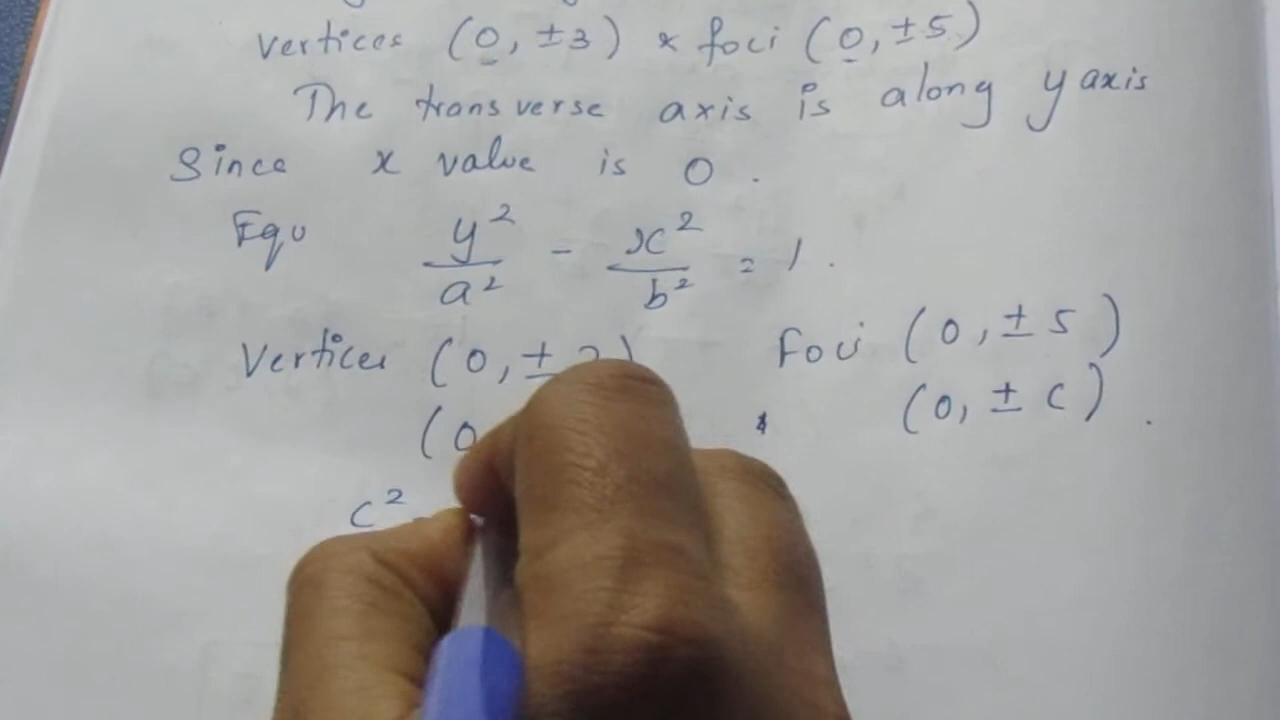 vertices (0, ±3) & foci (0, ±5)
The transverse axis is along y axis
Since x value is 0 .
Equ y² / a² - x² / b² = 1 .
Vertices (0, ± 3) Foci (0, ± 5)
(0 (0, ± c) .
c²